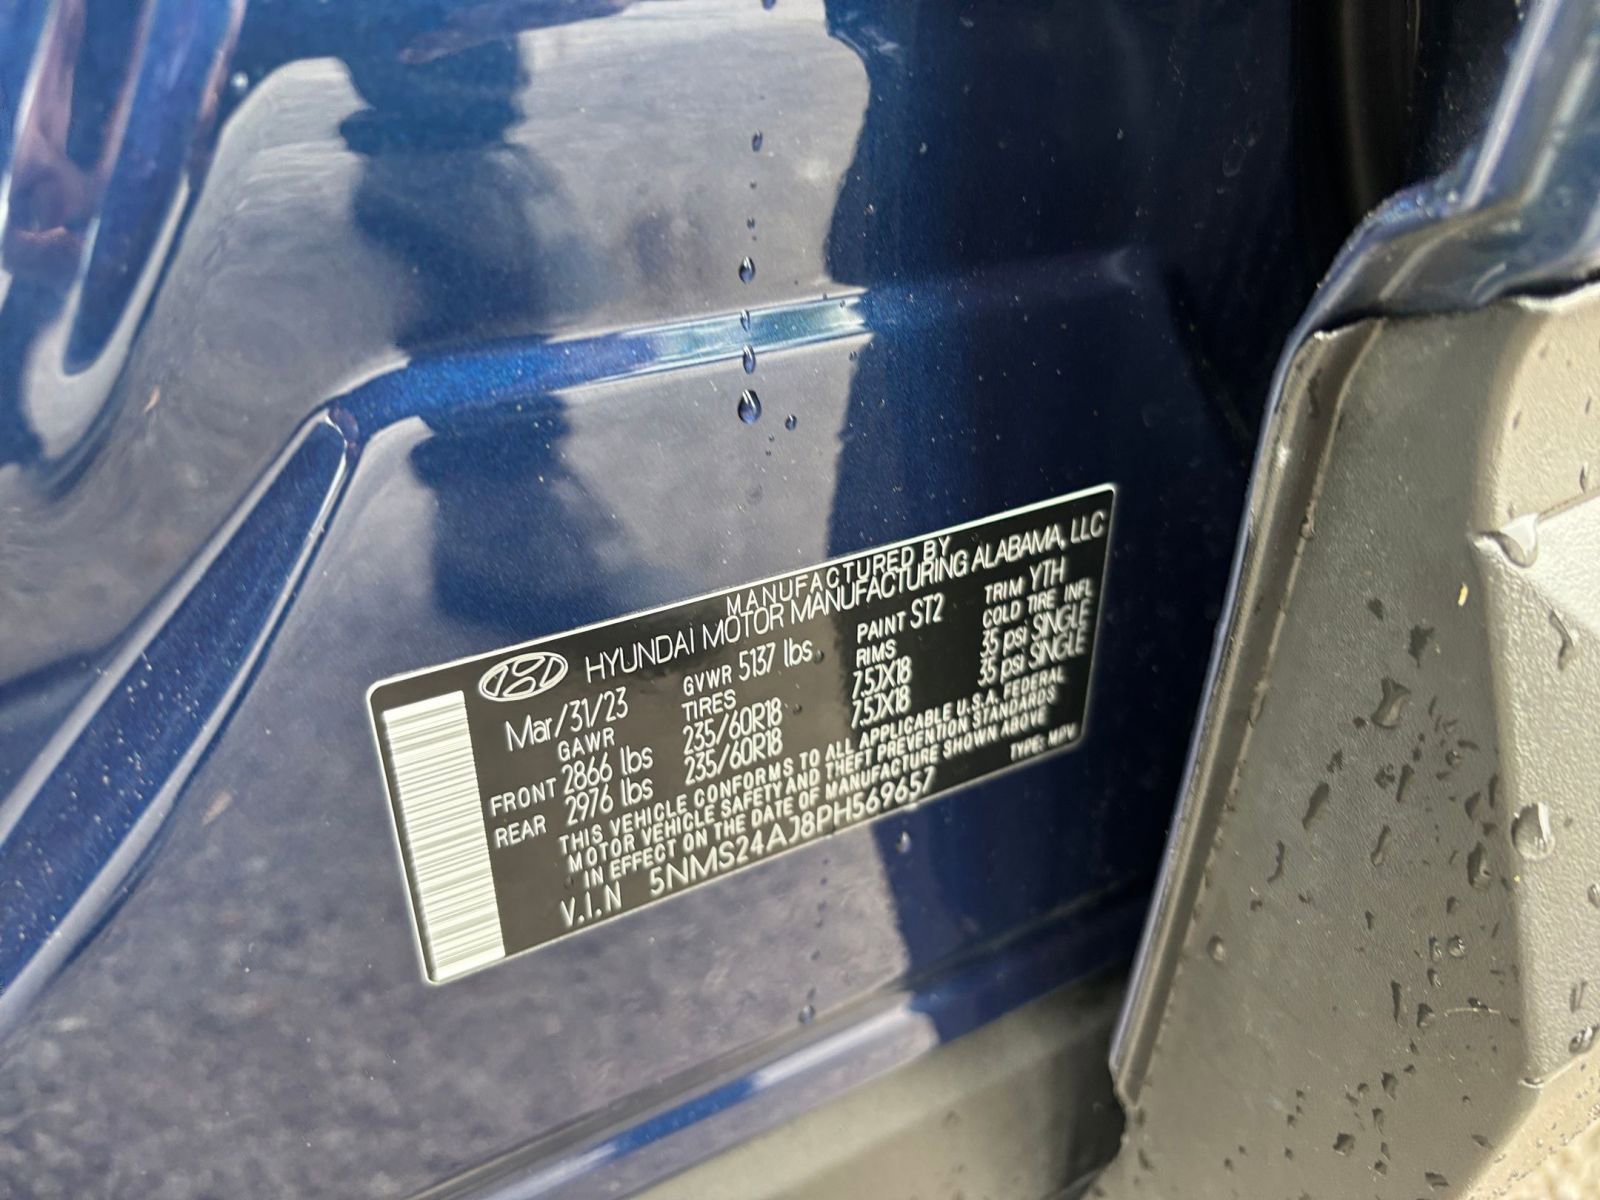 MANUFACTURED BY
HYUNDAI MOTOR MANUFACTURING ALABAMA, LLC
Mar/31/23 GVWR 5137 lbs PAINT ST2 TRIM YTH
GAWR TIRES RIMS COLD TIRE INFL
FRONT 2866 lbs 235/60R18 7.5JX18 35 psi SINGLE
REAR 2976 lbs 235/60R18 7.5JX18 35 psi SINGLE
THIS VEHICLE CONFORMS TO ALL APPLICABLE U.S.A. FEDERAL
MOTOR VEHICLE SAFETY AND THEFT PREVENTION STANDARDS
IN EFFECT ON THE DATE OF MANUFACTURE SHOWN ABOVE
V.I.N 5NMS24AJ8PH569657 TYPE: MPV